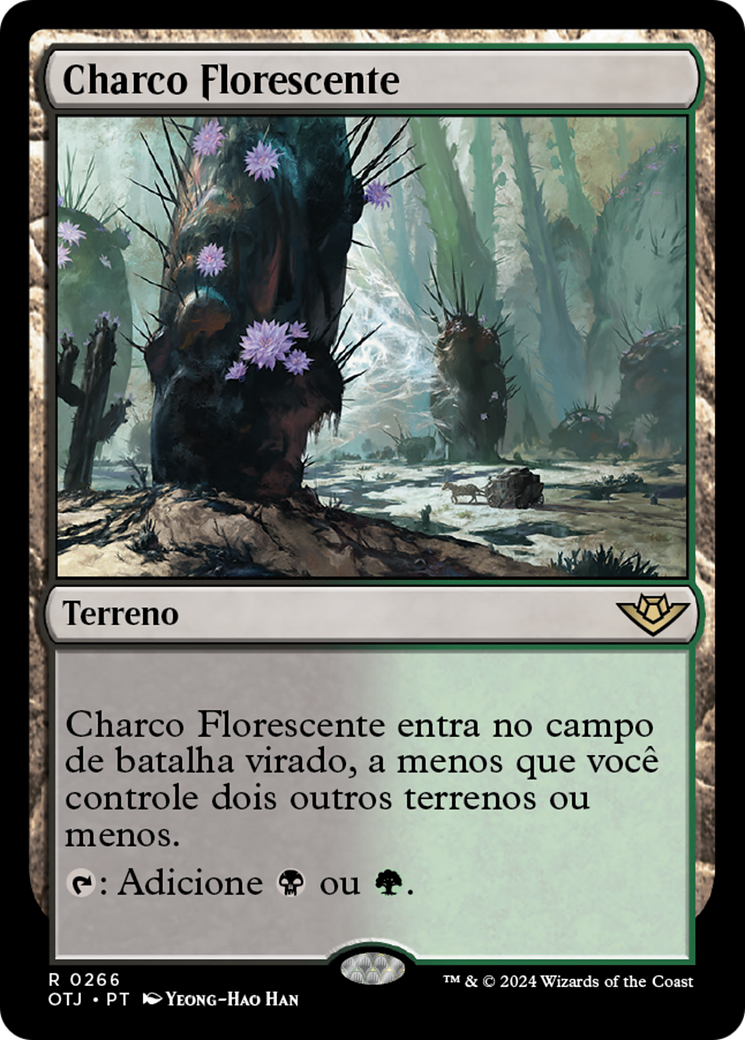 Charco Florescente
Terreno
Charco Florescente entra no campo
de batalha virado, a menos que você
controle dois outros terrenos ou
menos.
: Adicione ou .
R 0266
OTJ • PT Yeong-Hao Han
™ & © 2024 Wizards of the Coast